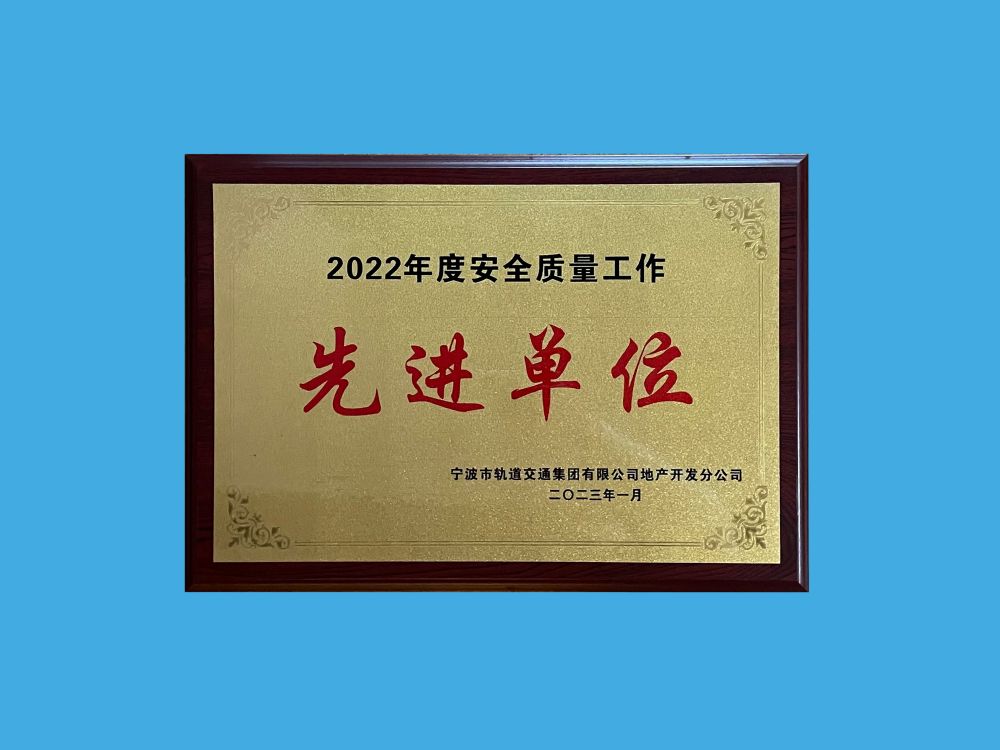 2022年度安全质量工作
先进单位
宁波市轨道交通集团有限公司地产开发分公司
二〇二三年一月